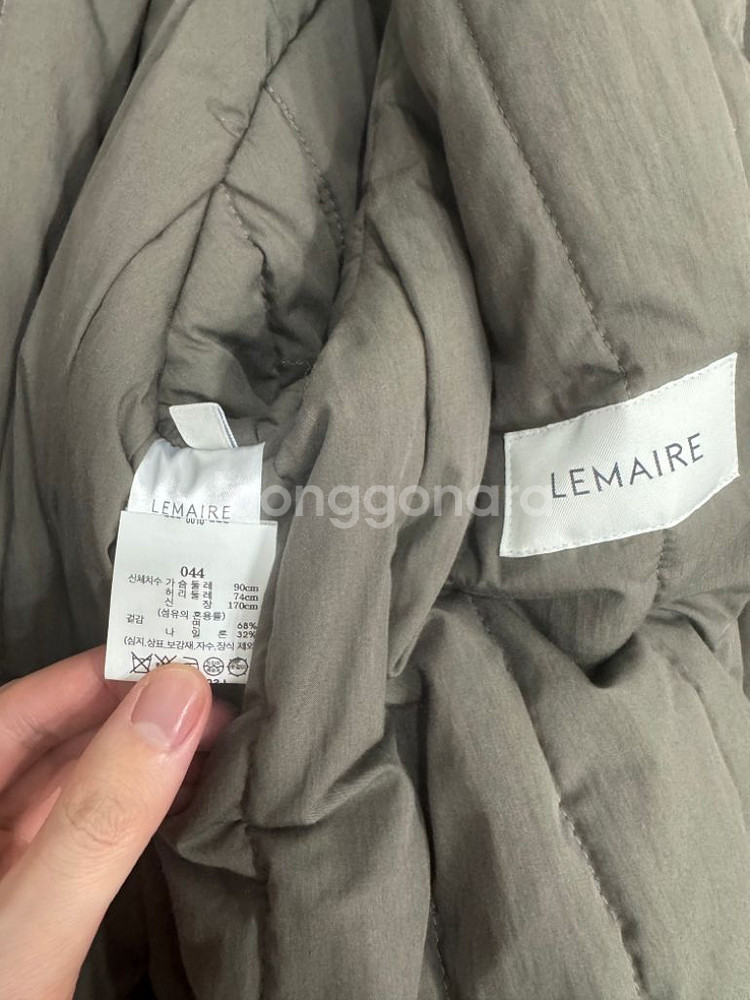 LEMAIRE
LEMAIRE
044
신체치수 가 슴 둘 레 90cm
허 리 둘 레 74cm
신 장 170cm
(섬유의 혼용률)
겉감 면 68%
나 일 론 32%
(심지,상표,보강재,자수,장식 제외